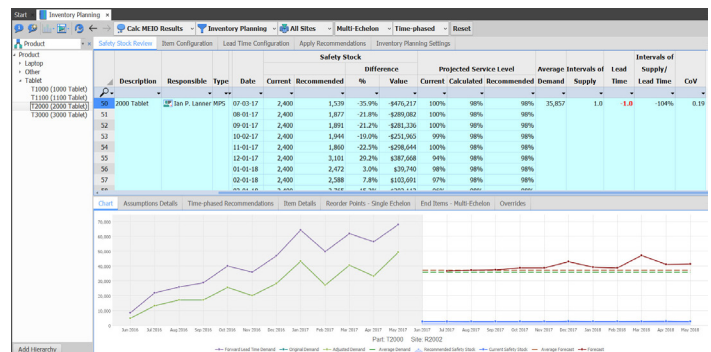 Start Inventory Planning
Calc MEIO Results Inventory Planning All Sites Multi-Echelon Time-phased Reset
Product
Safety Stock Review Item Configuration Lead Time Configuration Apply Recommendations Inventory Planning Settings
Product
Laptop
Other
Tablet
T1000 (1000 Tablet)
T1100 (1100 Tablet)
T2000 (2000 Tablet)
T3000 (3000 Tablet)
Safety Stock Intervals of
Difference Projected Service Level Average Intervals of Lead Supply/
Description Responsible Type Date Current Recommended % Value Current Calculated Recommended Demand Supply Time Lead Time CoV
50 2000 Tablet Ian P. Lanner MPS 07-03-17 2,400 1,539 -35.9% -$476,217 100% 98% 98% 35,857 1.0 -1.0 -104% 0.19
51 08-01-17 2,400 1,877 -21.8% -$289,082 100% 98% 98%
52 09-01-17 2,400 1,891 -21.2% -$281,336 100% 98% 98%
53 10-02-17 2,400 1,944 -19.0% -$251,965 99% 98% 98%
54 11-01-17 2,400 1,860 -22.5% -$298,644 100% 98% 98%
55 12-01-17 2,400 3,101 29.2% $387,668 94% 98% 98%
56 01-01-18 2,400 2,472 3.0% $39,740 98% 98% 98%
57 02-01-18 2,400 2,588 7.8% $103,691 97% 98% 98%
Chart Assumptions Details Time-phased Recommendations Item Details Reorder Points - Single Echelon End Items - Multi-Echelon Overrides
70,000
60,000
50,000
40,000
30,000
20,000
10,000
0
Jun 2016 Jul 2016 Aug 2016 Sep 2016 Oct 2016 Nov 2016 Dec 2016 Jan 2017 Feb 2017 Mar 2017 Apr 2017 May 2017 Jun 2017 Jul 2017 Aug 2017 Sep 2017 Oct 2017 Nov 2017 Dec 2017 Jan 2018 Feb 2018 Mar 2018 Apr 2018 May 2018
Part: T2000 Site: R2002
Forward Lead Time Demand Original Demand Adjusted Demand Average Demand Recommended Safety Stock Current Safety Stock Average Forecast Forecast
Add Hierarchy